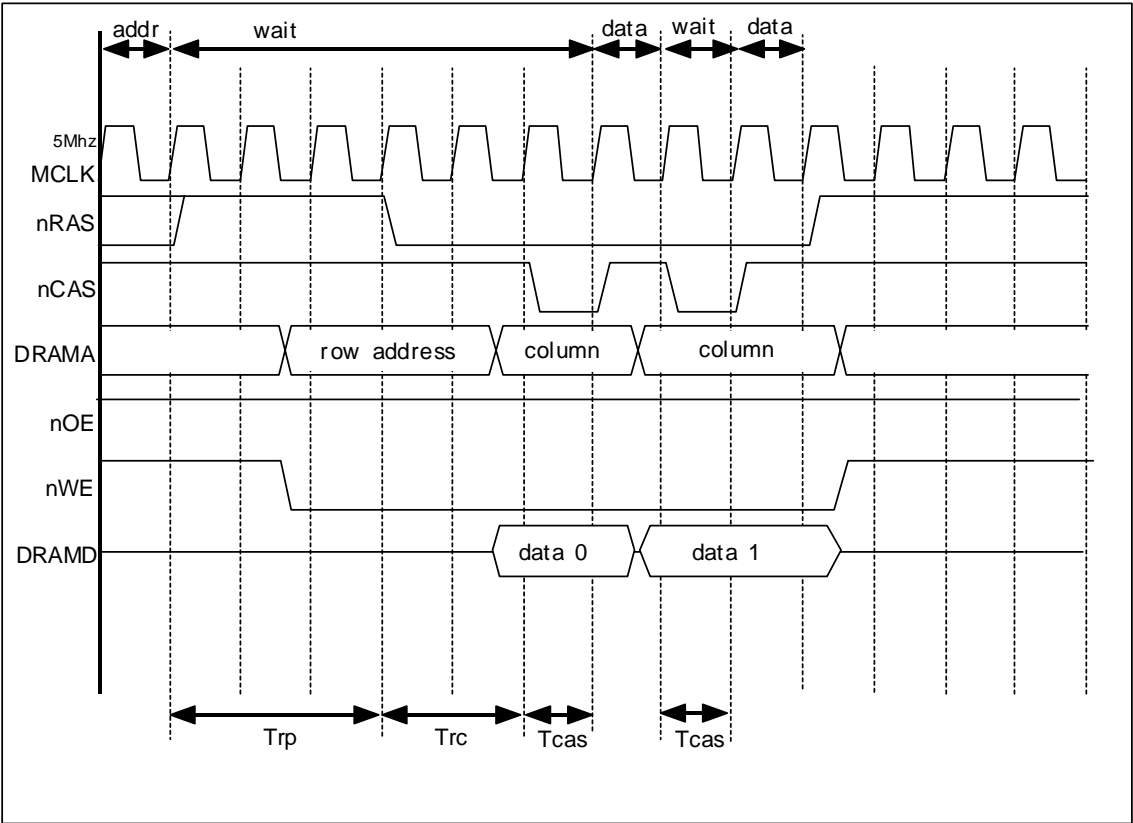 addr wait data wait data
5Mhz
MCLK
nRAS
nCAS
DRAMA row address column column
nOE
nWE
DRAMD data 0 data 1
Trp Trc Tcas Tcas